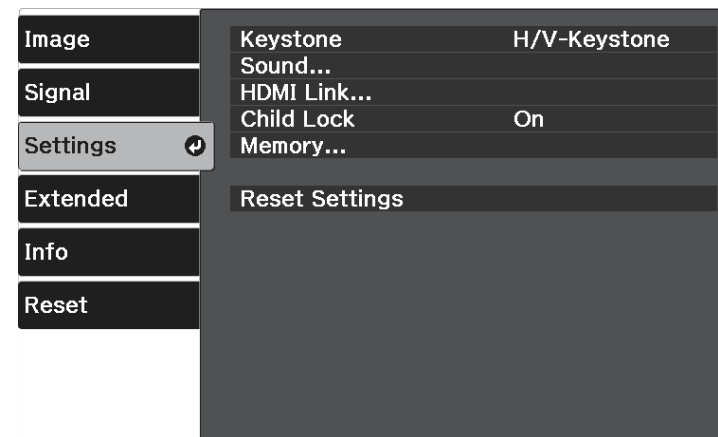 Image
Signal
Settings
Extended
Info
Reset
Keystone H/V-Keystone
Sound...
HDMI Link...
Child Lock On
Memory...
Reset Settings